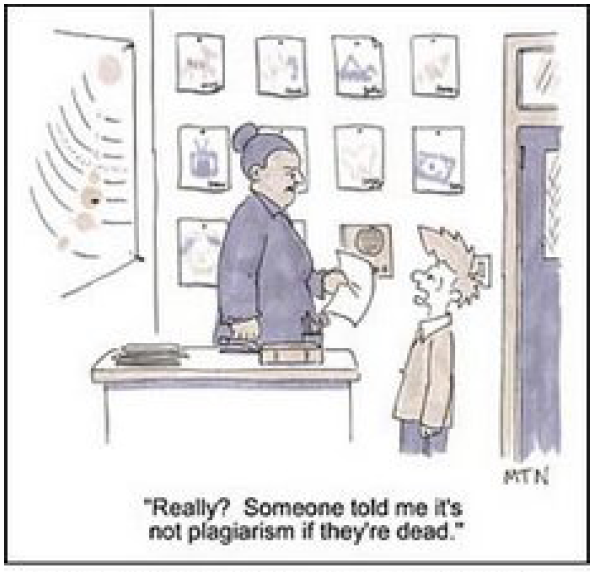 MTN
"Really? Someone told me it's
not plagiarism if they're dead."